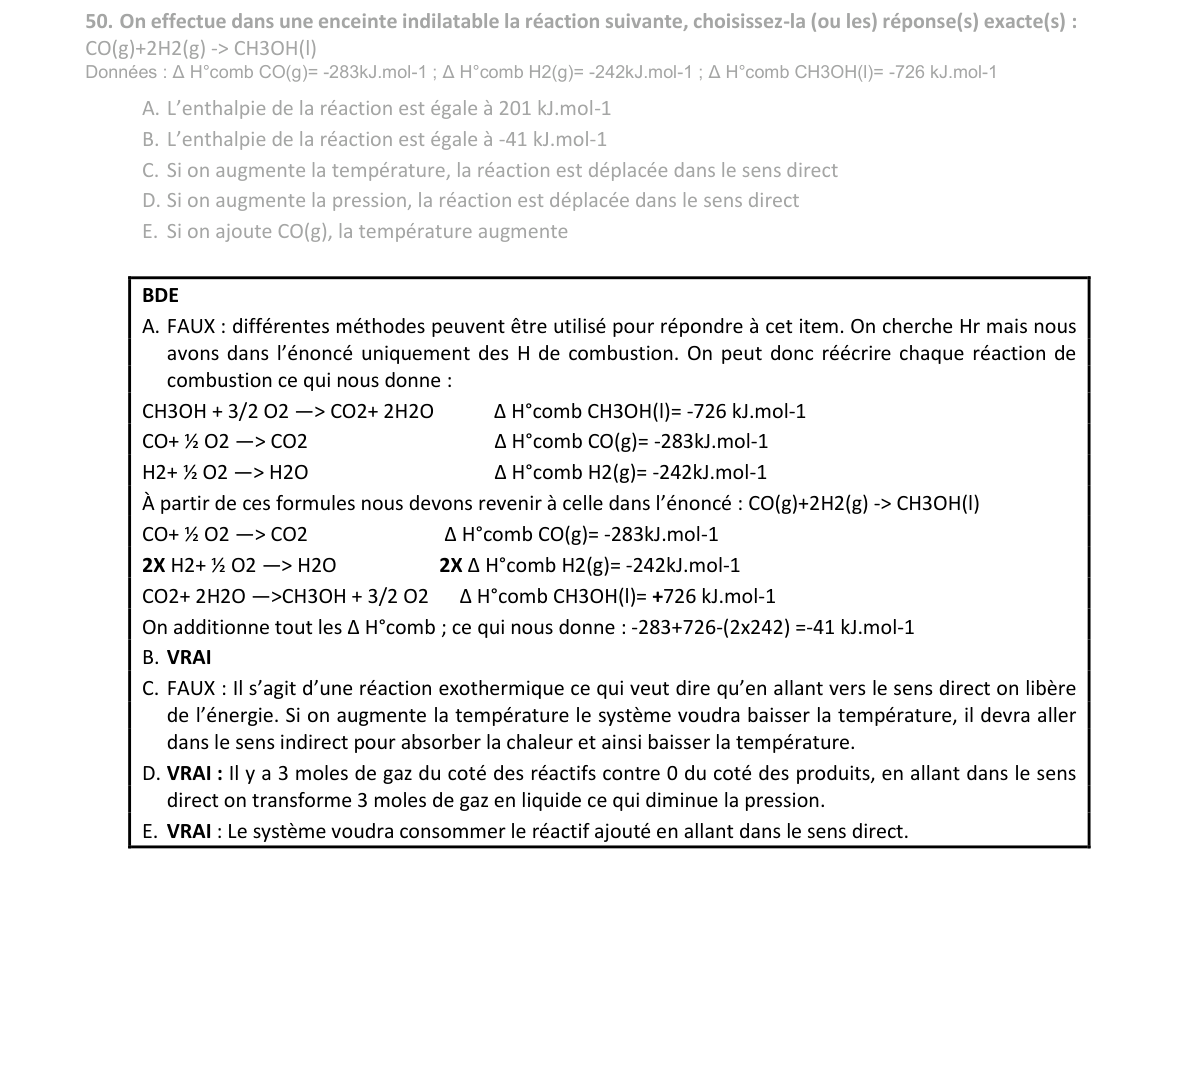 50. On effectue dans une enceinte indilatable la réaction suivante, choisissez-la (ou les) réponse(s) exacte(s) :
CO(g)+2H2(g) -> CH3OH(l)
Données : Δ H°comb CO(g)= -283kJ.mol-1 ; Δ H°comb H2(g)= -242kJ.mol-1 ; Δ H°comb CH3OH(l)= -726 kJ.mol-1
A. L’enthalpie de la réaction est égale à 201 kJ.mol-1
B. L’enthalpie de la réaction est égale à -41 kJ.mol-1
C. Si on augmente la température, la réaction est déplacée dans le sens direct
D. Si on augmente la pression, la réaction est déplacée dans le sens direct
E. Si on ajoute CO(g), la température augmente
BDE
A. FAUX : différentes méthodes peuvent être utilisé pour répondre à cet item. On cherche Hr mais nous
avons dans l’énoncé uniquement des H de combustion. On peut donc réécrire chaque réaction de
combustion ce qui nous donne :
CH3OH + 3/2 O2 —> CO2+ 2H2O Δ H°comb CH3OH(l)= -726 kJ.mol-1
CO+ ½ O2 —> CO2 Δ H°comb CO(g)= -283kJ.mol-1
H2+ ½ O2 —> H2O Δ H°comb H2(g)= -242kJ.mol-1
À partir de ces formules nous devons revenir à celle dans l’énoncé : CO(g)+2H2(g) -> CH3OH(l)
CO+ ½ O2 —> CO2 Δ H°comb CO(g)= -283kJ.mol-1
2X H2+ ½ O2 —> H2O 2X Δ H°comb H2(g)= -242kJ.mol-1
CO2+ 2H2O —>CH3OH + 3/2 O2 Δ H°comb CH3OH(l)= +726 kJ.mol-1
On additionne tout les Δ H°comb ; ce qui nous donne : -283+726-(2x242) =-41 kJ.mol-1
B. VRAI
C. FAUX : Il s’agit d’une réaction exothermique ce qui veut dire qu’en allant vers le sens direct on libère
de l’énergie. Si on augmente la température le système voudra baisser la température, il devra aller
dans le sens indirect pour absorber la chaleur et ainsi baisser la température.
D. VRAI : Il y a 3 moles de gaz du coté des réactifs contre 0 du coté des produits, en allant dans le sens
direct on transforme 3 moles de gaz en liquide ce qui diminue la pression.
E. VRAI : Le système voudra consommer le réactif ajouté en allant dans le sens direct.